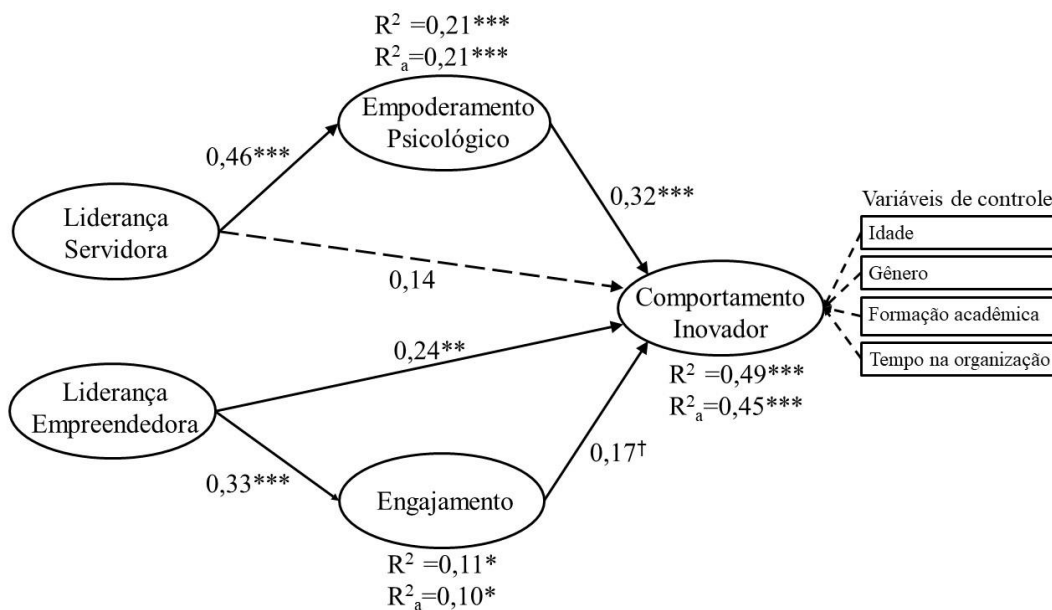 R² =0,21***
R²ₐ=0,21***
Empoderamento
Psicológico
0,46***
0,32***
Liderança
Servidora
0,14
Variáveis de controle
Idade
Gênero
Formação acadêmica
Tempo na organização
Comportamento
Inovador
R² =0,49***
R²ₐ=0,45***
0,24**
Liderança
Empreendedora
0,33***
0,17†
Engajamento
R² =0,11*
R²ₐ=0,10*